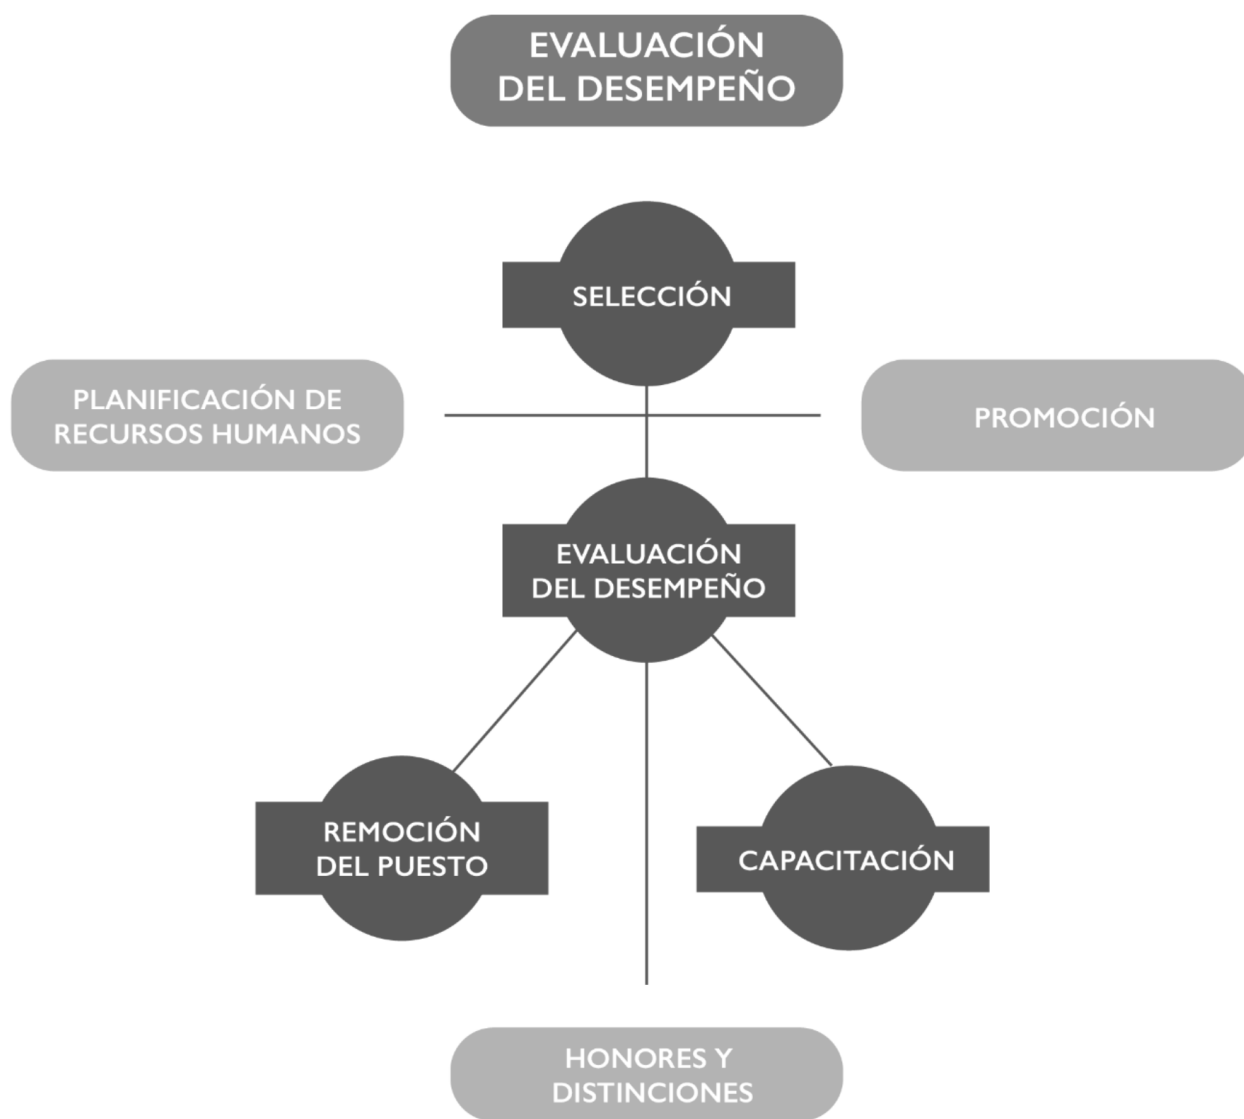 EVALUACIÓN
DEL DESEMPEÑO
SELECCIÓN
PLANIFICACIÓN DE
RECURSOS HUMANOS
PROMOCIÓN
EVALUACIÓN
DEL DESEMPEÑO
REMOCIÓN
DEL PUESTO
CAPACITACIÓN
HONORES Y
DISTINCIONES